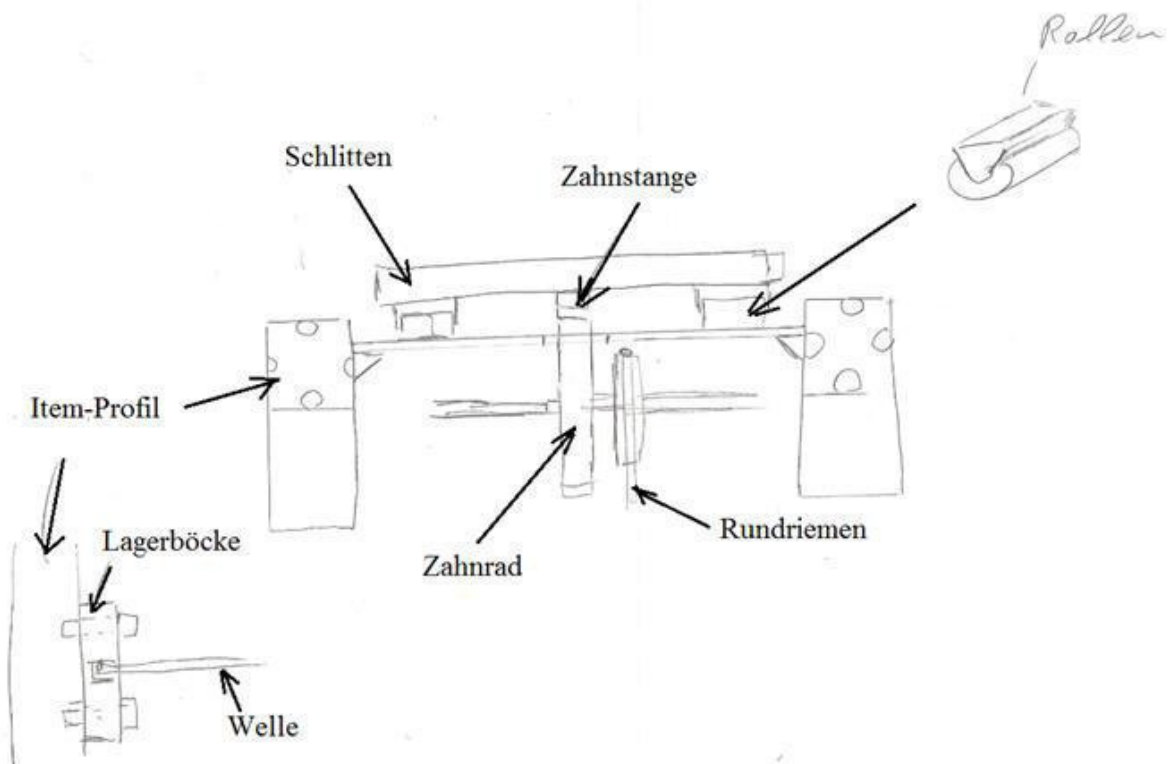 Rollen
Schlitten
Zahnstange
Item-Profil
Lagerböcke
Rundriemen
Zahnrad
Welle